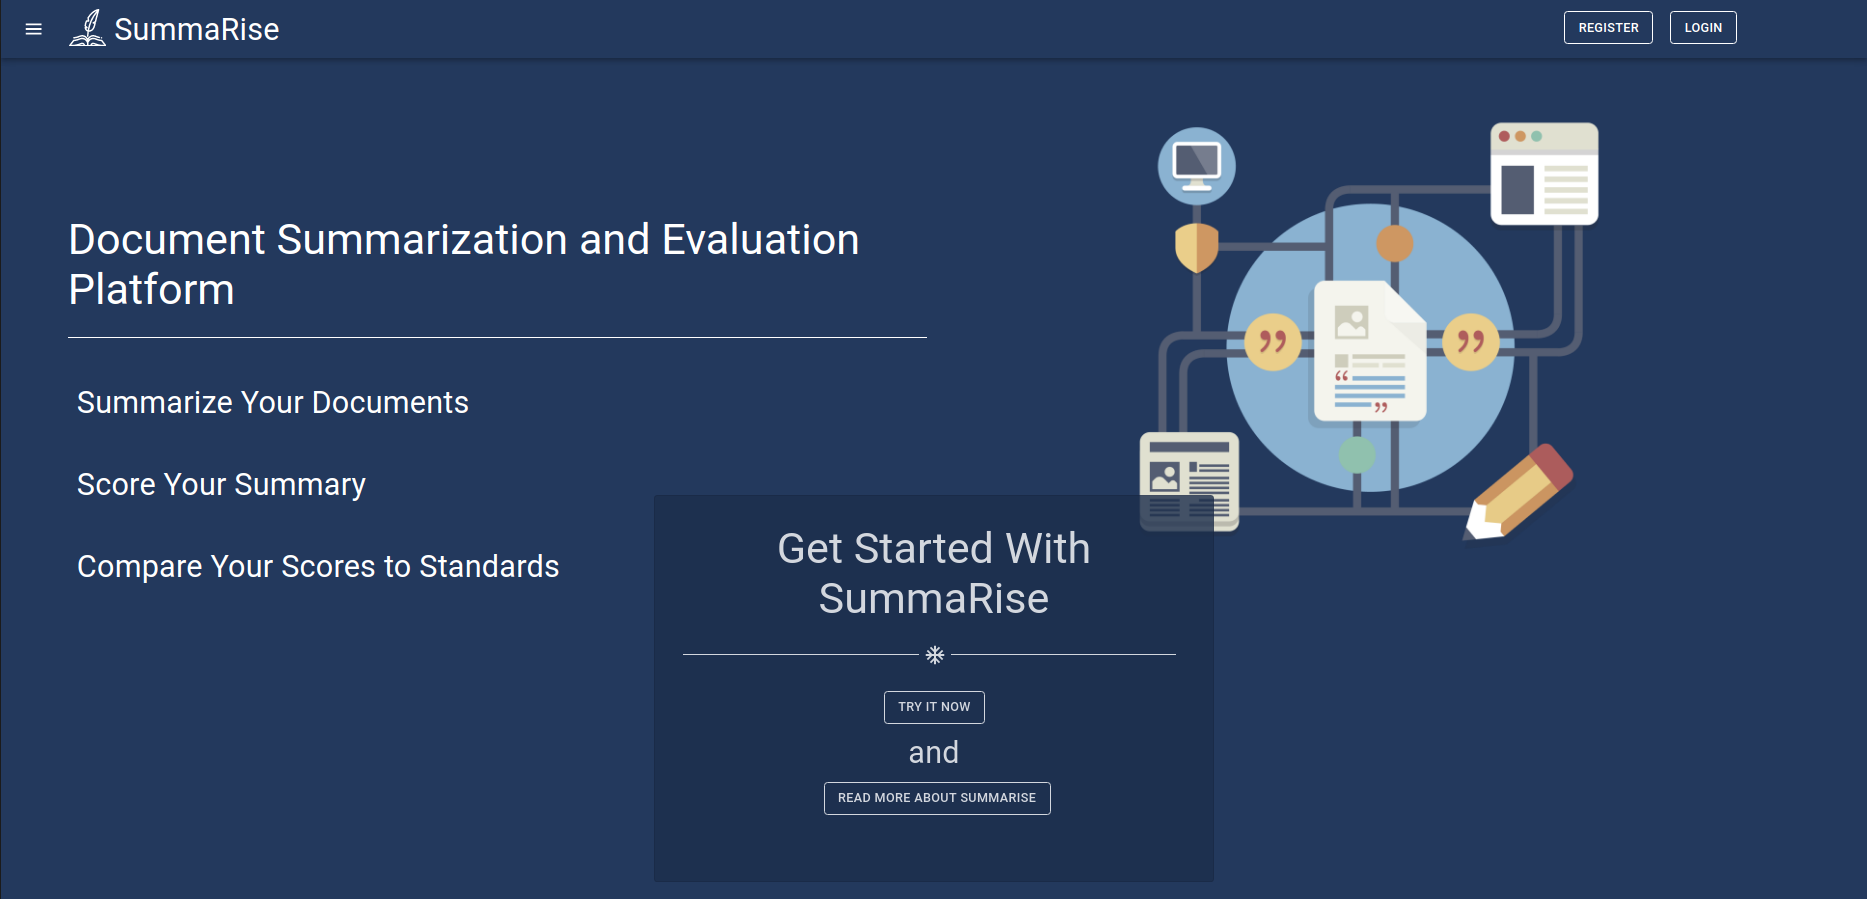 SummaRise
REGISTER
LOGIN
Document Summarization and Evaluation
Platform
Summarize Your Documents
Score Your Summary
Compare Your Scores to Standards
Get Started With
SummaRise
TRY IT NOW
and
READ MORE ABOUT SUMMARISE